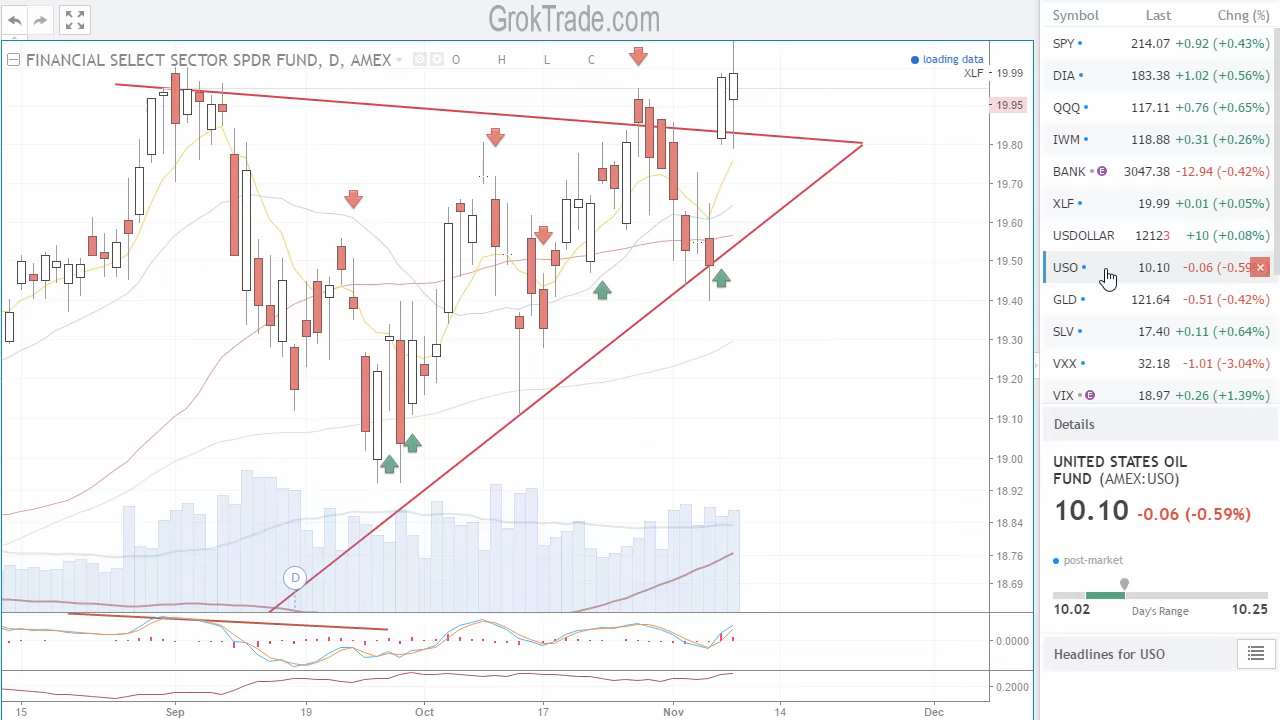 GrokTrade.com
FINANCIAL SELECT SECTOR SPDR FUND, D, AMEX O H L C
loading data
XLF 19.99
19.95
19.80
19.70
19.60
19.50
19.40
19.30
19.20
19.10
19.00
18.92
18.84
18.76
18.69
D
0.0000
0.2000
15 Sep 19 Oct 17 Nov 14 Dec
Symbol Last Chng (%)
SPY 214.07 +0.92 (+0.43%)
DIA 183.38 +1.02 (+0.56%)
QQQ 117.11 +0.76 (+0.65%)
IWM 118.88 +0.31 (+0.26%)
BANK E 3047.38 -12.94 (-0.42%)
XLF 19.99 +0.01 (+0.05%)
USDOLLAR 12123 +10 (+0.08%)
USO 10.10 -0.06 (-0.59
GLD 121.64 -0.51 (-0.42%)
SLV 17.40 +0.11 (+0.64%)
VXX 32.18 -1.01 (-3.04%)
VIX E 18.97 +0.26 (+1.39%)
Details
UNITED STATES OIL
FUND (AMEX:USO)
10.10 -0.06 (-0.59%)
post-market
10.02 Day's Range 10.25
Headlines for USO